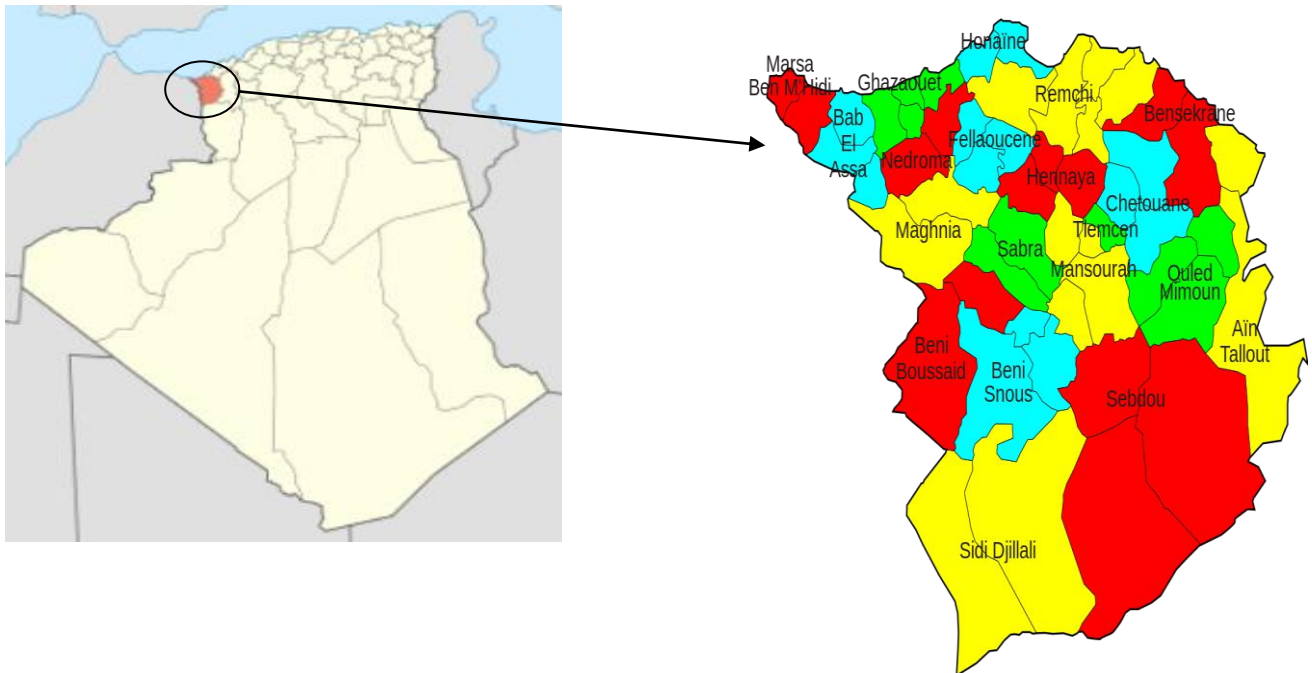 Honaïne
Marsa
Ben M'Hidi
Ghazaouet
Remchi
Bensekrane
Bab
El
Assa
Fellaoucene
Nedroma
Hennaya
Chetouane
Maghnia
Tlemcen
Sabra
Mansourah
Ouled
Mimoun
Aïn
Tallout
Beni
Boussaid
Beni
Snous
Sebdou
Sidi Djillali